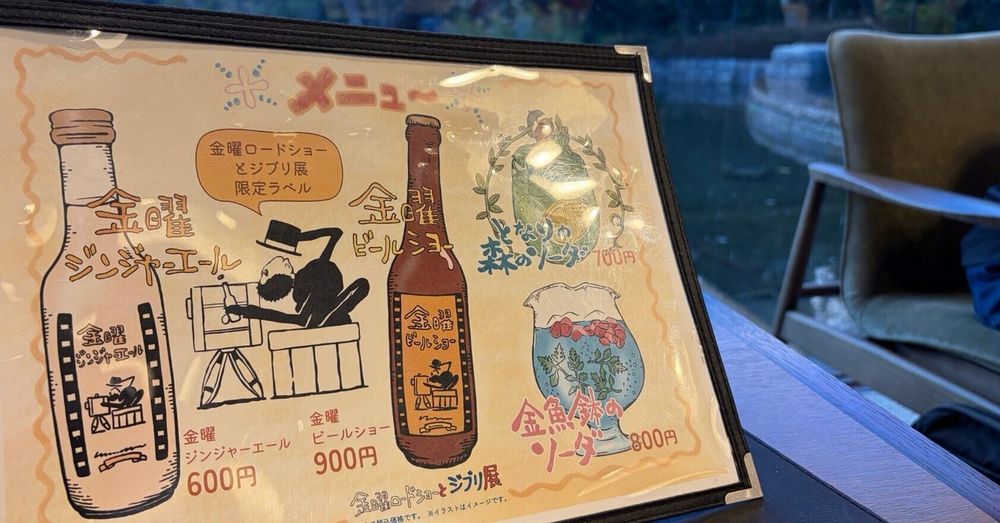 メニュー
金曜ロードショー
とジブリ展
限定ラベル
金曜
ジンジャーエール
金曜
ビールショー
となりの
森のソーダ
700円
金曜
ジンジャーエール
金曜
ビールショー
金曜
ジンジャーエール
600円
金曜
ビールショー
900円
金魚鉢の
ソーダ
800円
金曜ロードショーとジブリ展
税込価格です。 ※イラストはイメージです。